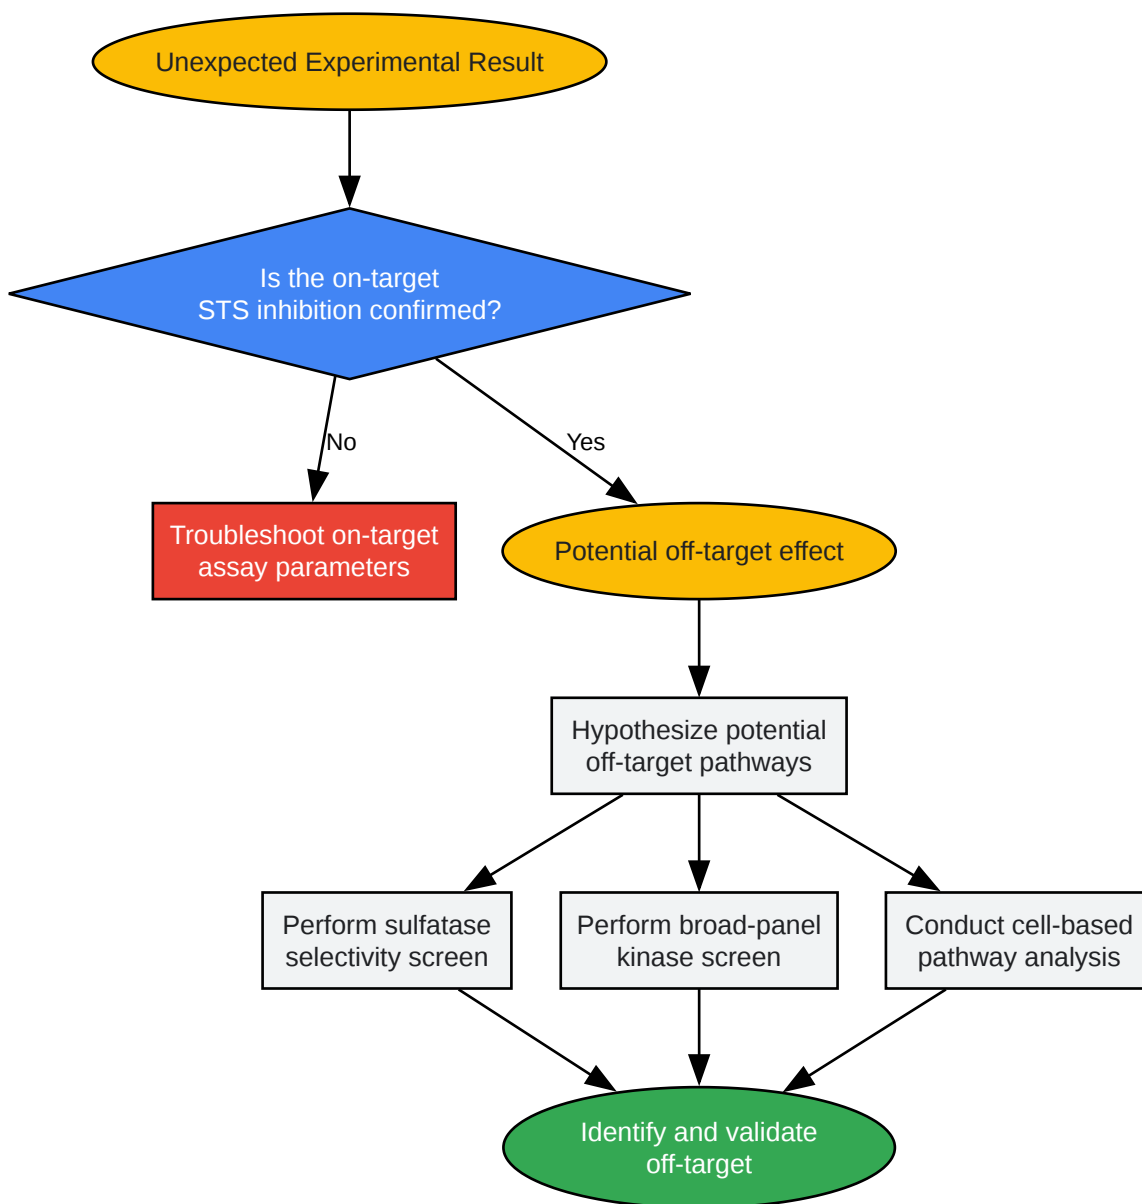 Unexpected Experimental Result
Is the on-target
STS inhibition confirmed?
No
Yes
Troubleshoot on-target
assay parameters
Potential off-target effect
Hypothesize potential
off-target pathways
Perform sulfatase
selectivity screen
Perform broad-panel
kinase screen
Conduct cell-based
pathway analysis
Identify and validate
off-target